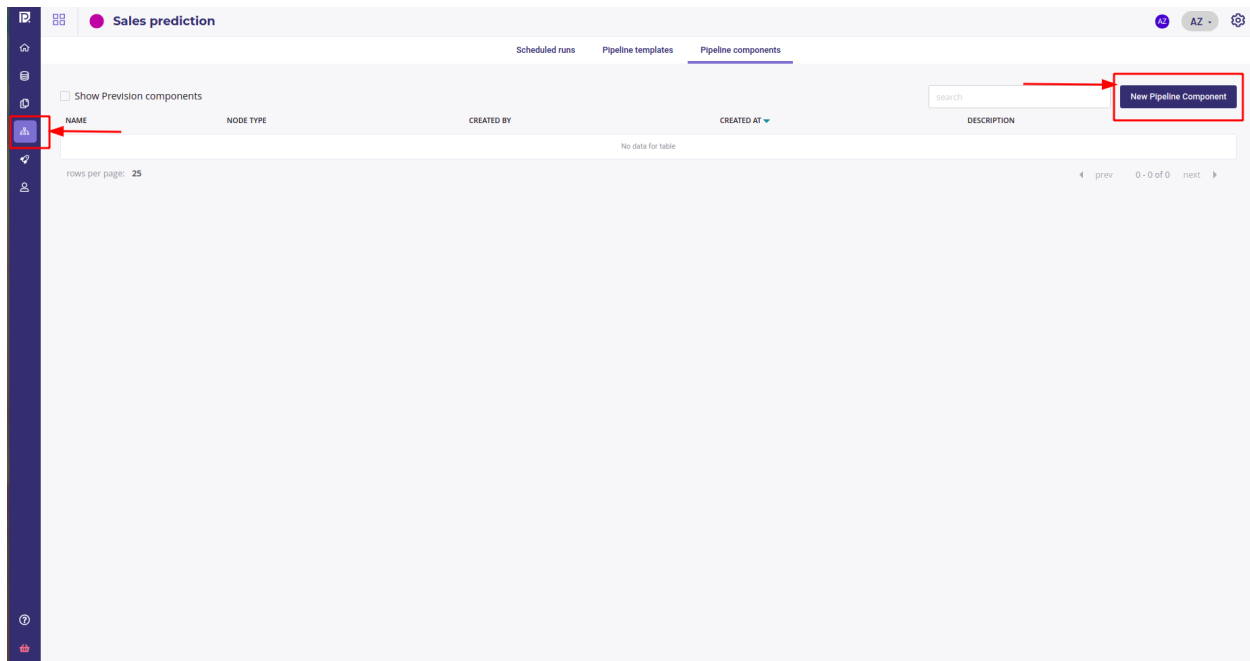 Sales prediction
AZ
AZ
Scheduled runs Pipeline templates Pipeline components
Show Prevision components
search
New Pipeline Component
NAME NODE TYPE CREATED BY CREATED AT DESCRIPTION
No data for table
rows per page: 25
prev 0 - 0 of 0 next